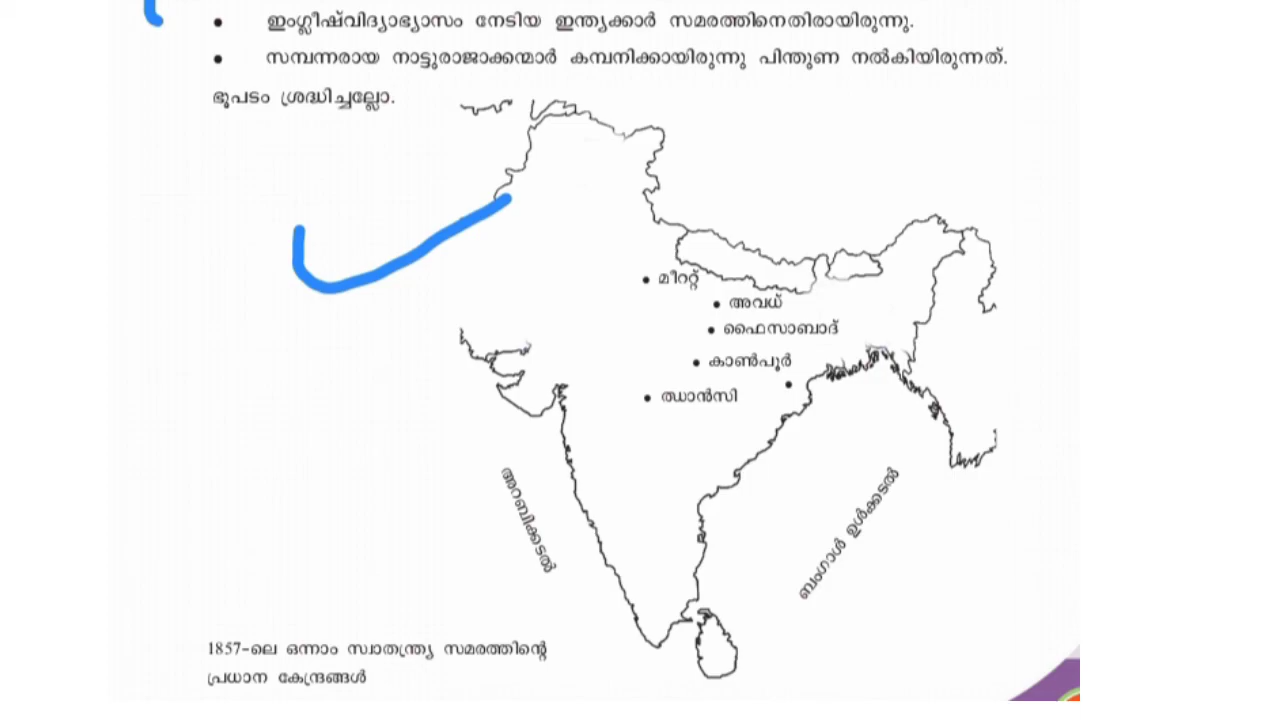 • ഇംഗ്ലീഷ്‌വിദ്യാഭ്യാസം നേടിയ ഇന്ത്യക്കാർ സമരത്തിനെതിരായിരുന്നു.
• സമ്പന്നരായ നാട്ടുരാജാക്കന്മാർ കമ്പനിക്കായിരുന്നു പിന്തുണ നൽകിയിരുന്നത്.
ഭൂപടം ശ്രദ്ധിച്ചല്ലോ.
• മീററ്റ്
• അവധ്
• ഫൈസാബാദ്
• കാൺപൂർ
• ഝാൻസി
അറബിക്കടൽ
ബംഗാൾ ഉൾക്കടൽ
1857-ലെ ഒന്നാം സ്വാതന്ത്ര്യ സമരത്തിന്റെ
പ്രധാന കേന്ദ്രങ്ങൾ